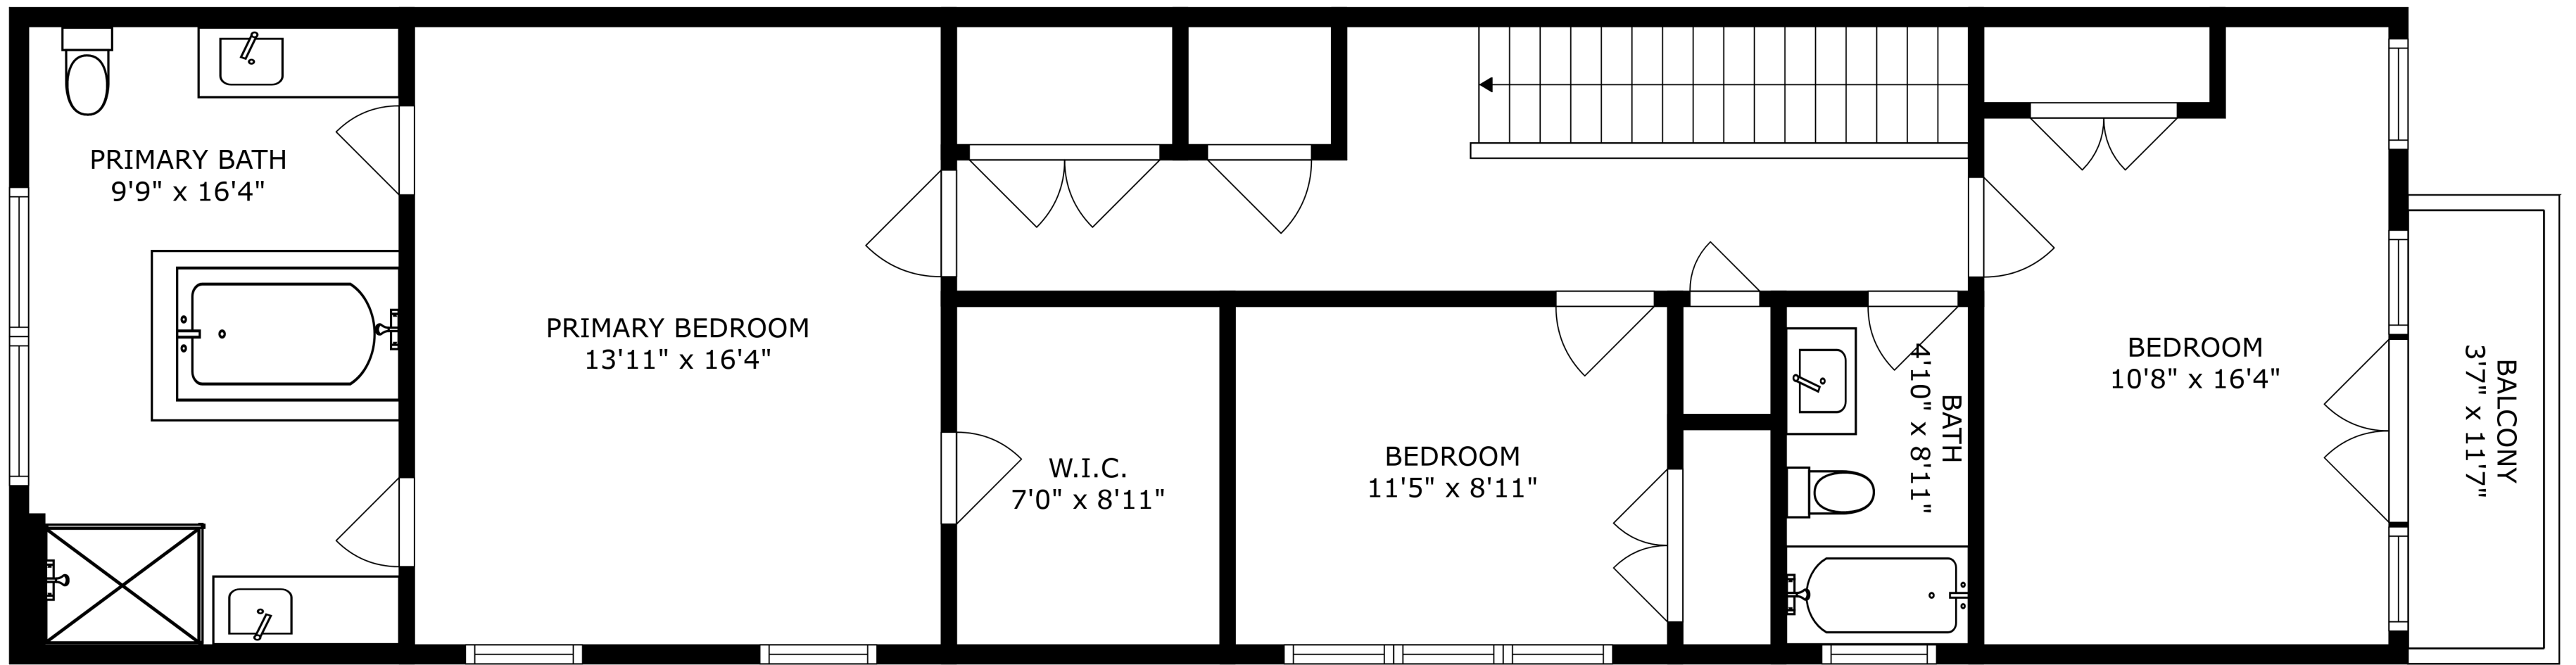 PRIMARY BATH
9'9" x 16'4"
PRIMARY BEDROOM
13'11" x 16'4"
W.I.C.
7'0" x 8'11"
BEDROOM
11'5" x 8'11"
BATH
4'10" x 8'11"
BEDROOM
10'8" x 16'4"
BALCONY
3'7" x 11'7"